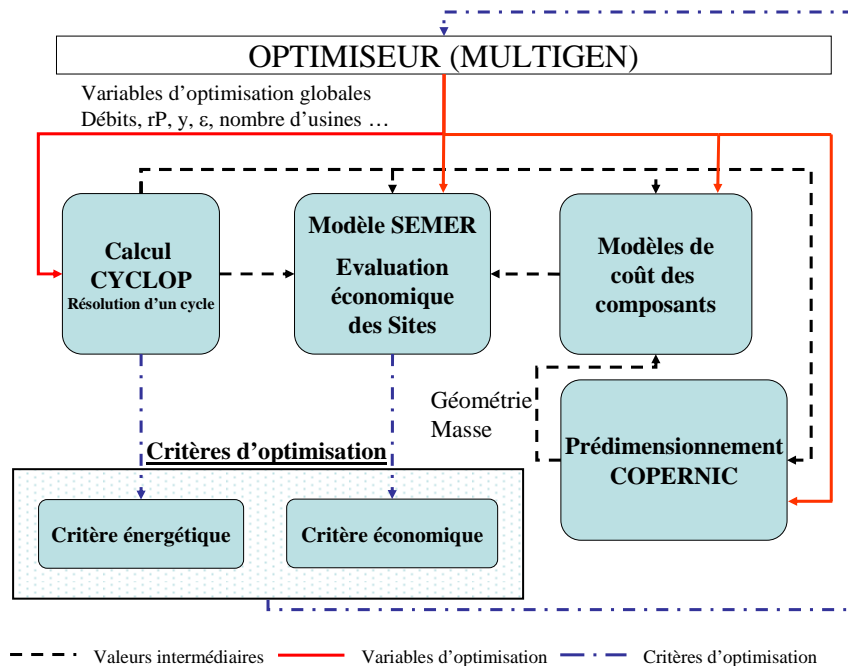 OPTIMISEUR (MULTIGEN)
Variables d’optimisation globales
Débits, rP, y, ε, nombre d’usines …
Calcul
CYCLOP
Résolution d’un cycle
Modèle SEMER
Evaluation
économique
des Sites
Modèles de
coût des
composants
Géométrie
Masse
Prédimensionnement
COPERNIC
Critères d’optimisation
Critère énergétique
Critère économique
Valeurs intermédiaires
Variables d’optimisation
Critères d’optimisation